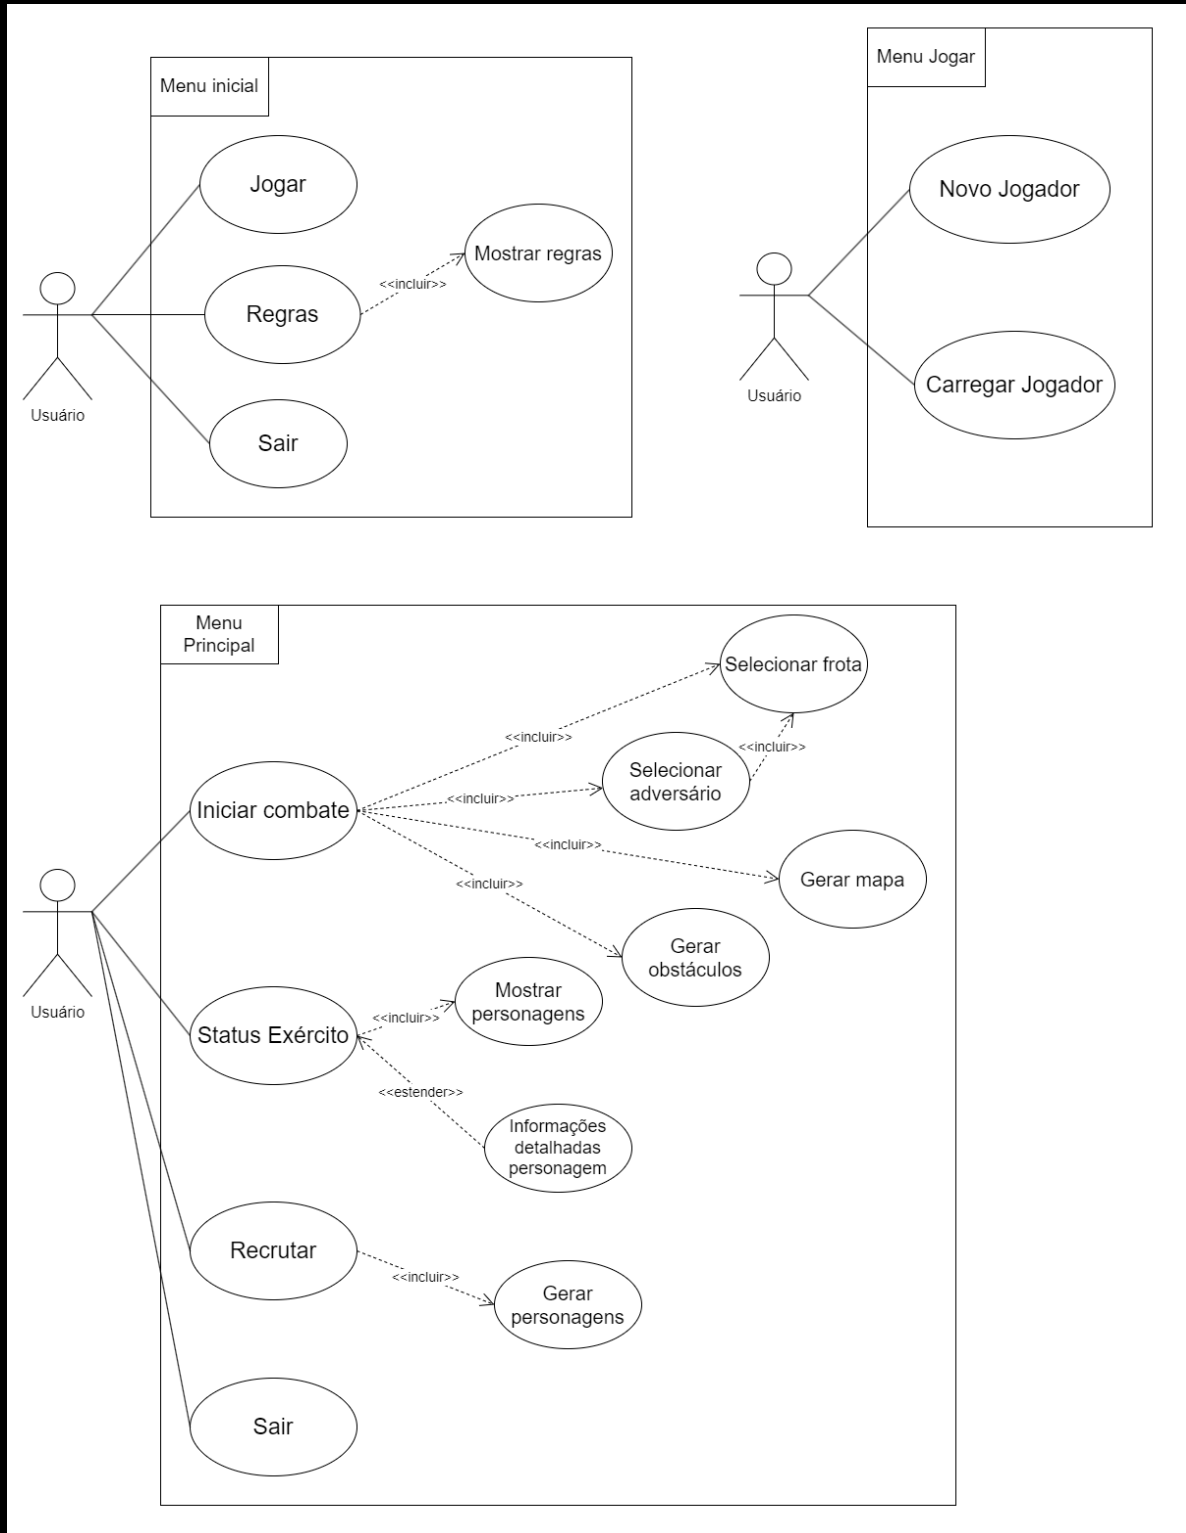 Menu inicial
Jogar
Mostrar regras
<<incluir>>
Regras
Usuário
Sair
Menu Jogar
Novo Jogador
Usuário
Carregar Jogador
Menu
Principal
Selecionar frota
<<incluir>>
<<incluir>>
Selecionar
adversário
<<incluir>>
Iniciar combate
<<incluir>>
Gerar mapa
<<incluir>>
Gerar
obstáculos
Usuário
Mostrar
personagens
<<incluir>>
Status Exército
<<estender>>
Informações
detalhadas
personagem
Recrutar
<<incluir>>
Gerar
personagens
Sair